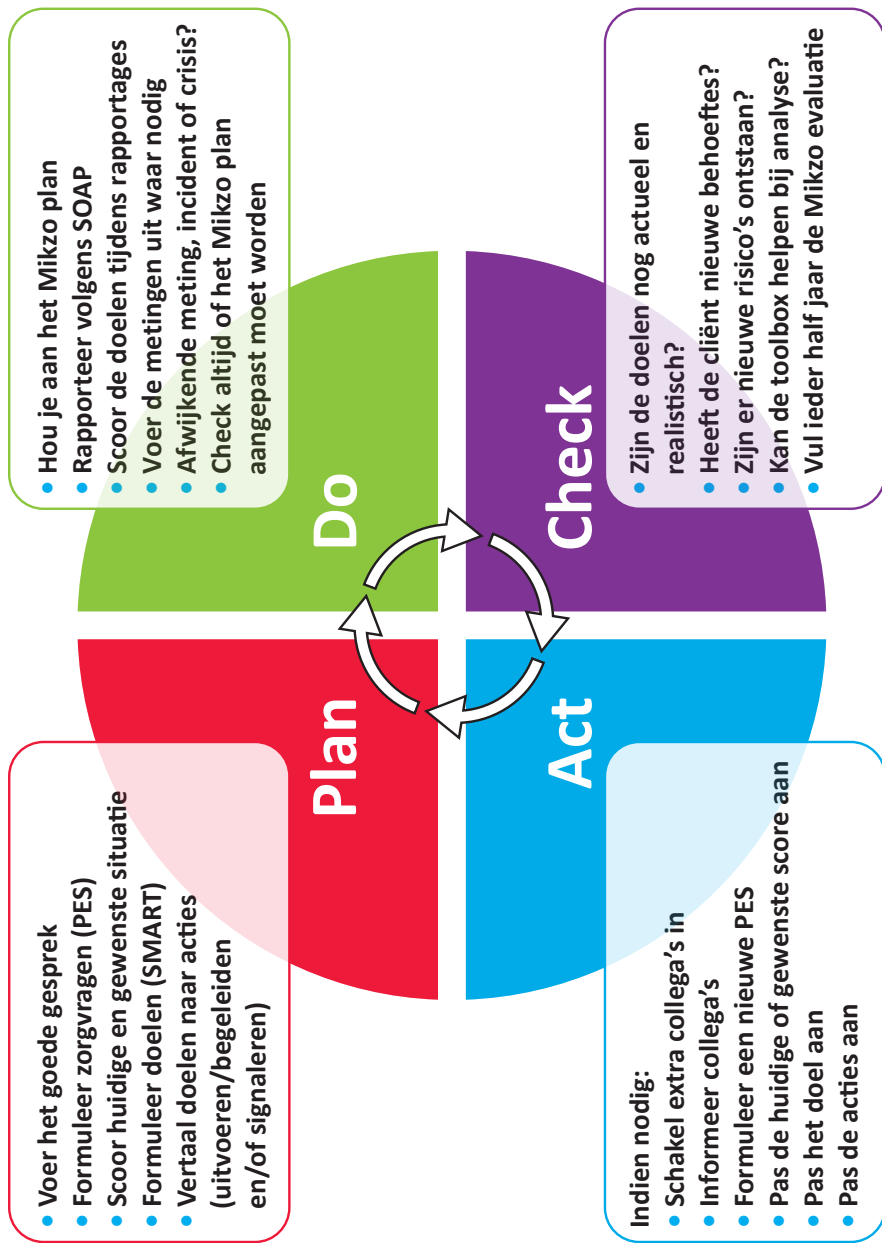 Plan
• Voer het goede gesprek
• Formuleer zorgvragen (PES)
• Scoor huidige en gewenste situatie
• Formuleer doelen (SMART)
• Vertaal doelen naar acties
(uitvoeren/begeleiden
en/of signaleren)
Do
• Hou je aan het Mikzo plan
• Rapporteer volgens SOAP
• Scoor de doelen tijdens rapportages
• Voer de metingen uit waar nodig
• Afwijkende meting, incident of crisis?
• Check altijd of het Mikzo plan
aangepast moet worden
Check
• Zijn de doelen nog actueel en
realistisch?
• Heeft de cliënt nieuwe behoeftes?
• Zijn er nieuwe risico's ontstaan?
• Kan de toolbox helpen bij analyse?
• Vul ieder half jaar de Mikzo evaluatie
Act
Indien nodig:
• Schakel extra collega's in
• Informeer collega's
• Formuleer een nieuwe PES
• Pas de huidige of gewenste score aan
• Pas het doel aan
• Pas de acties aan